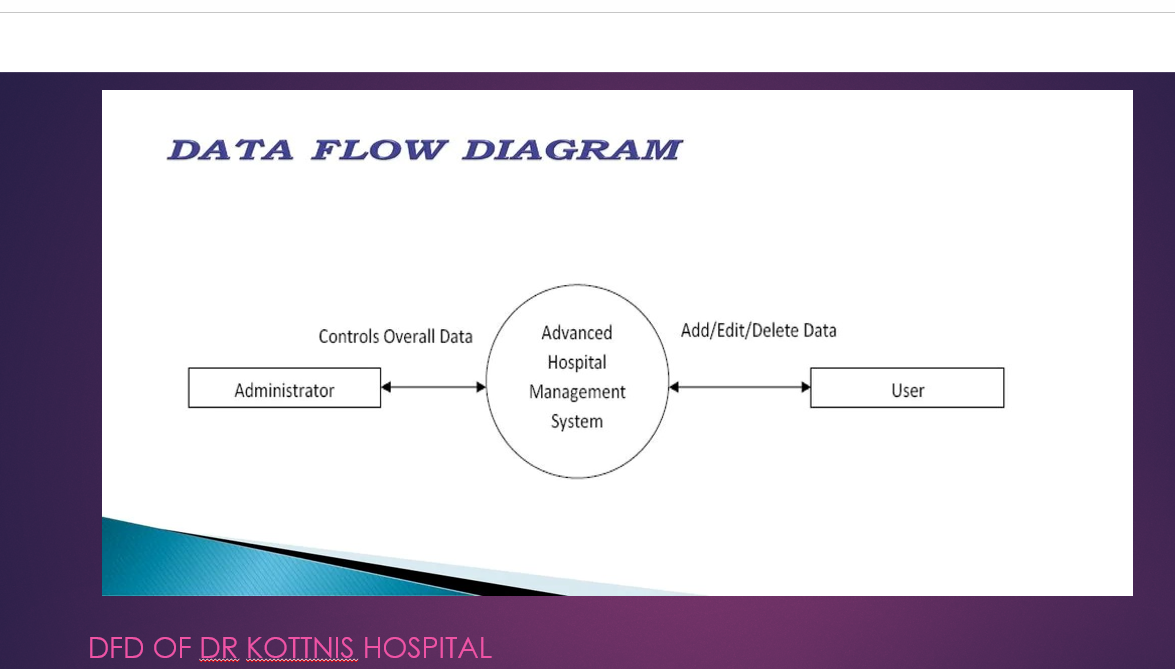 DATA FLOW DIAGRAM
Controls Overall Data
Add/Edit/Delete Data
Administrator
Advanced
Hospital
Management
System
User
DFD OF DR KOTTNIS HOSPITAL